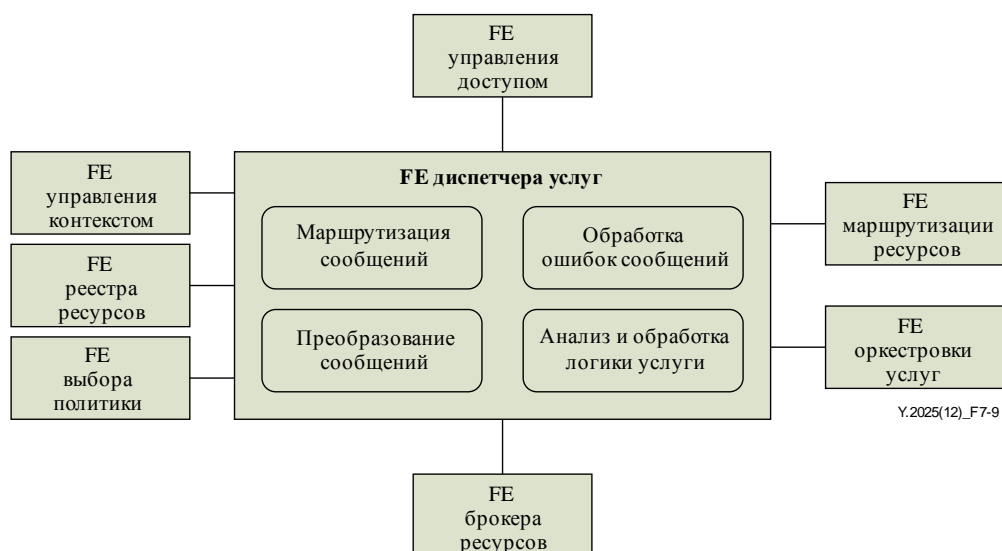 FE
управления
доступом
FE
управления
контекстом
FE
реестра
ресурсов
FE
выбора
политики
FE диспетчера услуг
Маршрутизация
сообщений
Обработка
ошибок сообщений
Преобразование
сообщений
Анализ и обработка
логики услуги
FE
маршрутизации
ресурсов
FE
оркестровки
услуг
Y.2025(12)_F7-9
FE
брокера
ресурсов